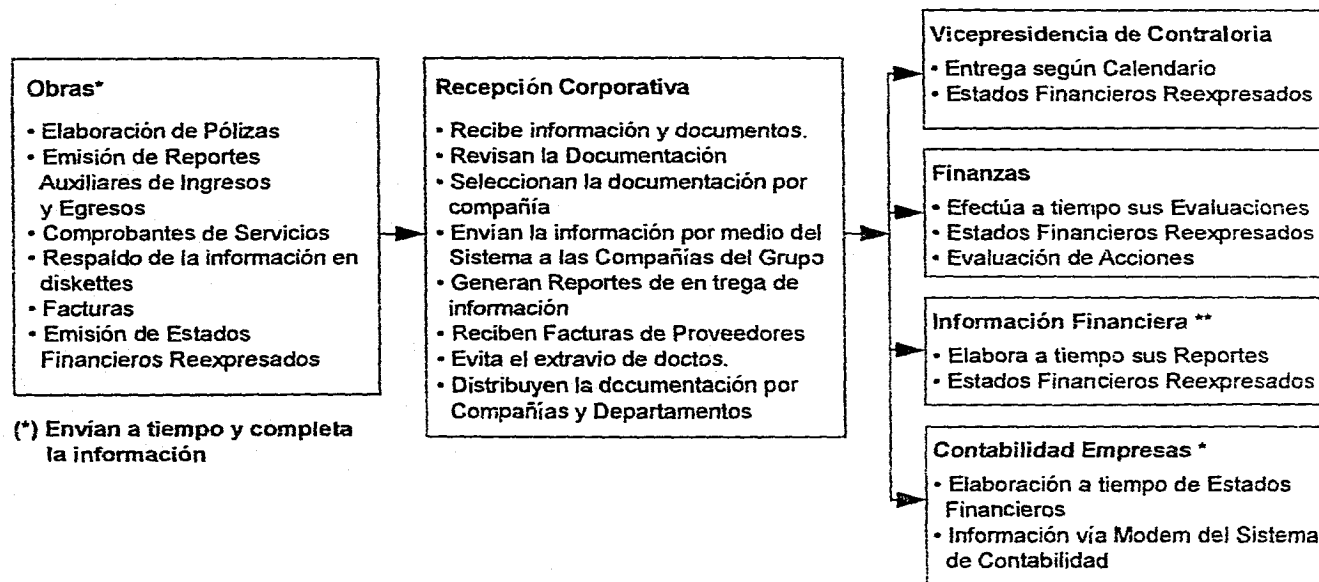 Obras*
• Elaboración de Pólizas
• Emisión de Reportes
Auxiliares de Ingresos
y Egresos
• Comprobantes de Servicios
• Respaldo de la información en
diskettes
• Facturas
• Emisión de Estados
Financieros Reexpresados
(*) Envían a tiempo y completa
la información
Recepción Corporativa
• Recibe información y documentos.
• Revisan la Documentación
• Seleccionan la documentación por
compañía
• Envían la información por medio del
Sistema a las Compañías del Grupo
• Generan Reportes de en trega de
información
• Reciben Facturas de Proveedores
• Evita el extravio de doctos.
• Distribuyen la documentación por
Compañías y Departamentos
Vicepresidencia de Contraloria
• Entrega según Calendario
• Estados Financieros Reexpresados
Finanzas
• Efectúa a tiempo sus Evaluaciones
• Estados Financieros Reexpresados
• Evaluación de Acciones
Información Financiera **
• Elabora a tiempo sus Reportes
• Estados Financieros Reexpresados
Contabilidad Empresas *
• Elaboración a tiempo de Estados
Financieros
• Información vía Modem del Sistema
de Contabilidad